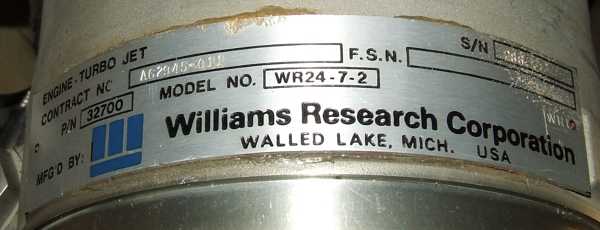 ENGINE-TURBO JET
CONTRACT NO. F.S.N. S/N
P/N 32700 MODEL NO. WR24-7-2
MFG'D BY: Williams Research Corporation
WALLED LAKE, MICH. USA